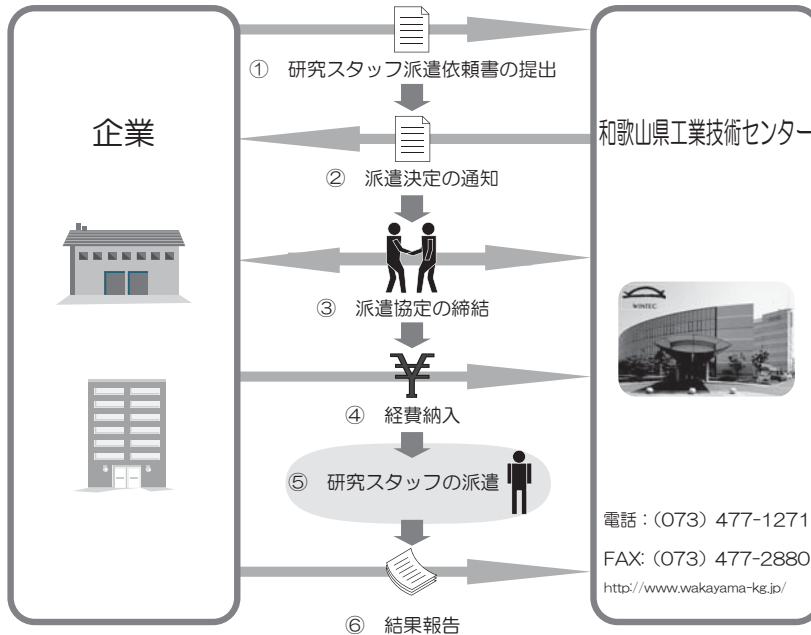 ① 研究スタッフ派遣依頼書の提出
企業
和歌山県工業技術センター
② 派遣決定の通知
③ 派遣協定の締結
WINTEC
④ 経費納入
⑤ 研究スタッフの派遣
電話：(073) 477-1271
FAX: (073) 477-2880
http://www.wakayama-kg.jp/
⑥ 結果報告